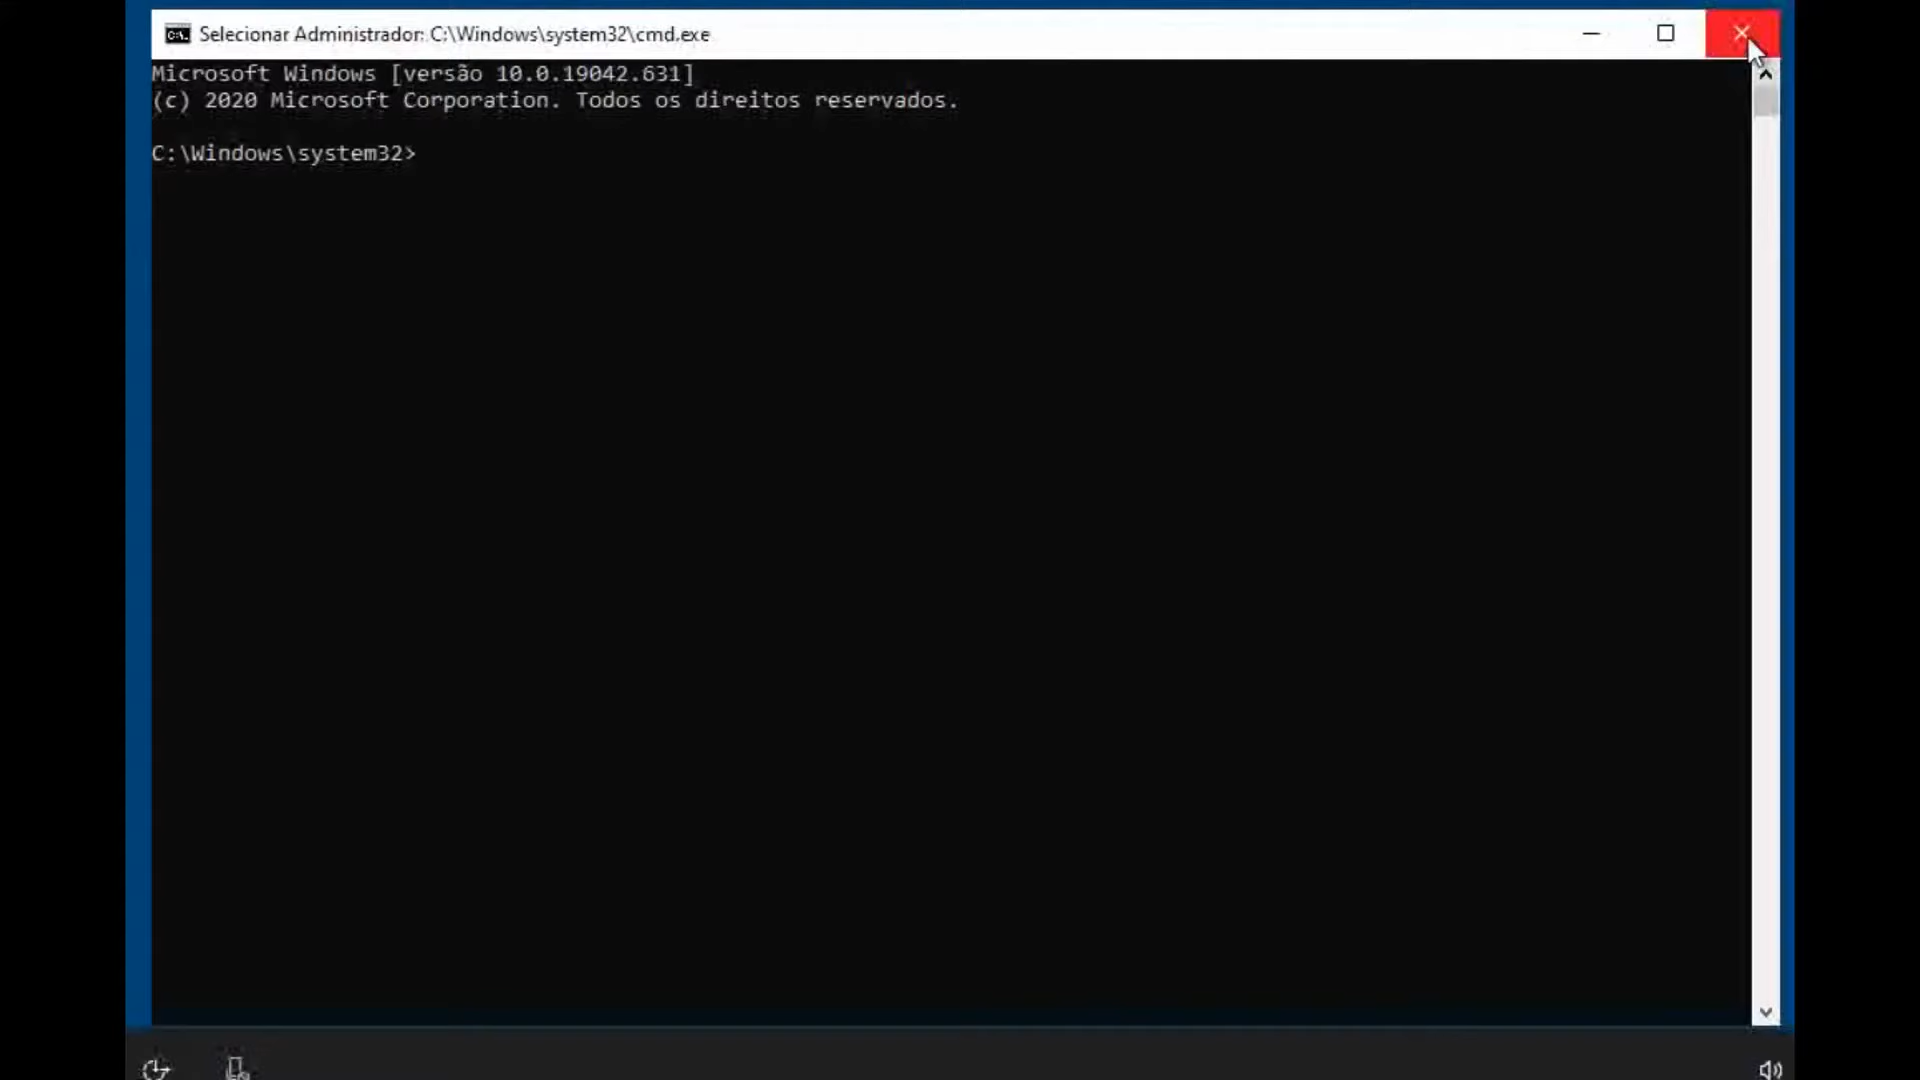 Selecionar Administrador: C:\Windows\system32\cmd.exe
Microsoft Windows [versão 10.0.19042.631]
(c) 2020 Microsoft Corporation. Todos os direitos reservados.
C:\Windows\system32>